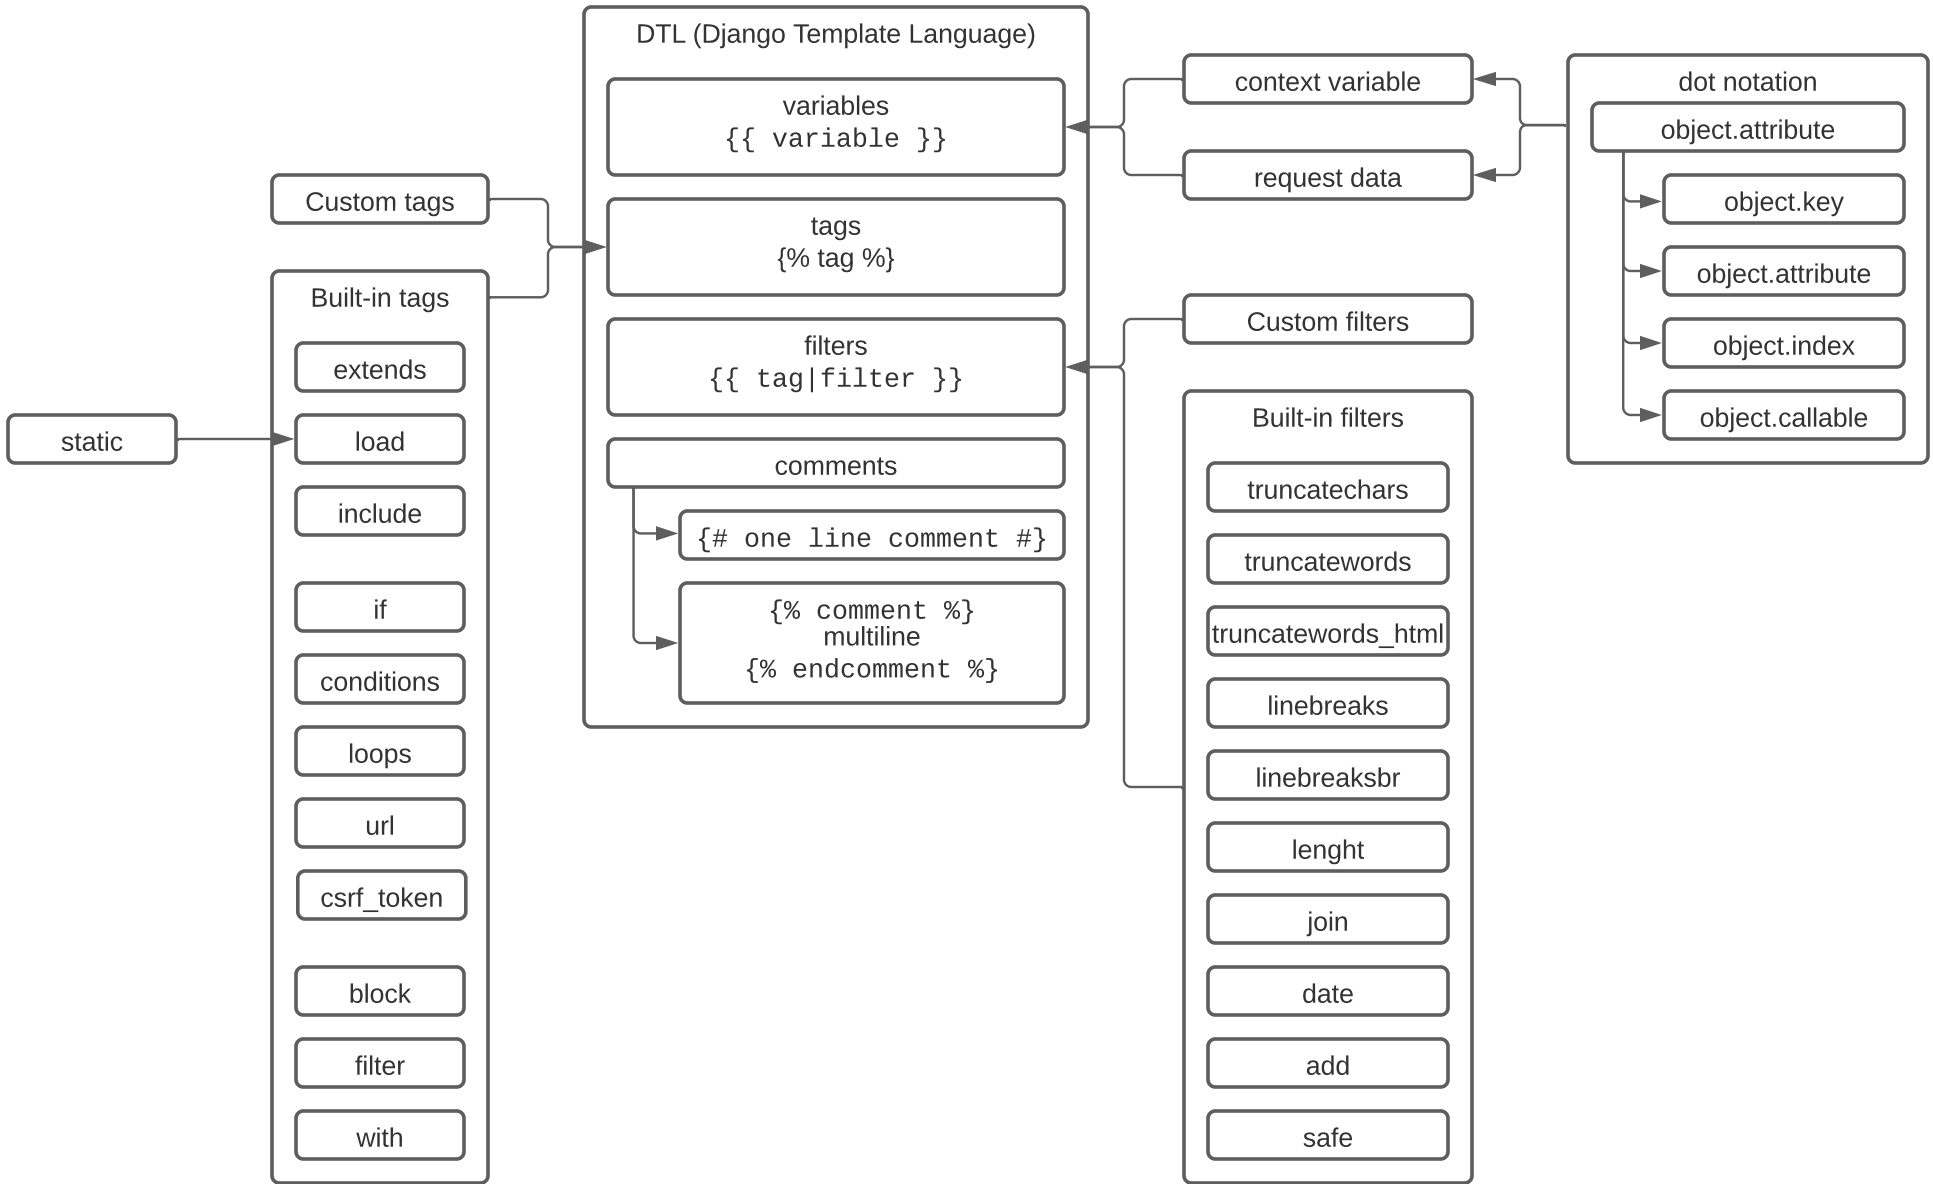 DTL (Django Template Language)
variables
{{ variable }}
tags
{% tag %}
filters
{{ tag|filter }}
comments
{# one line comment #}
{% comment %}
multiline
{% endcomment %}
Custom tags
Built-in tags
extends
load
include
if
conditions
loops
url
csrf_token
block
filter
with
static
context variable
request data
dot notation
object.attribute
object.key
object.attribute
object.index
object.callable
Custom filters
Built-in filters
truncatechars
truncatewords
truncatewords_html
linebreaks
linebreaksbr
lenght
join
date
add
safe